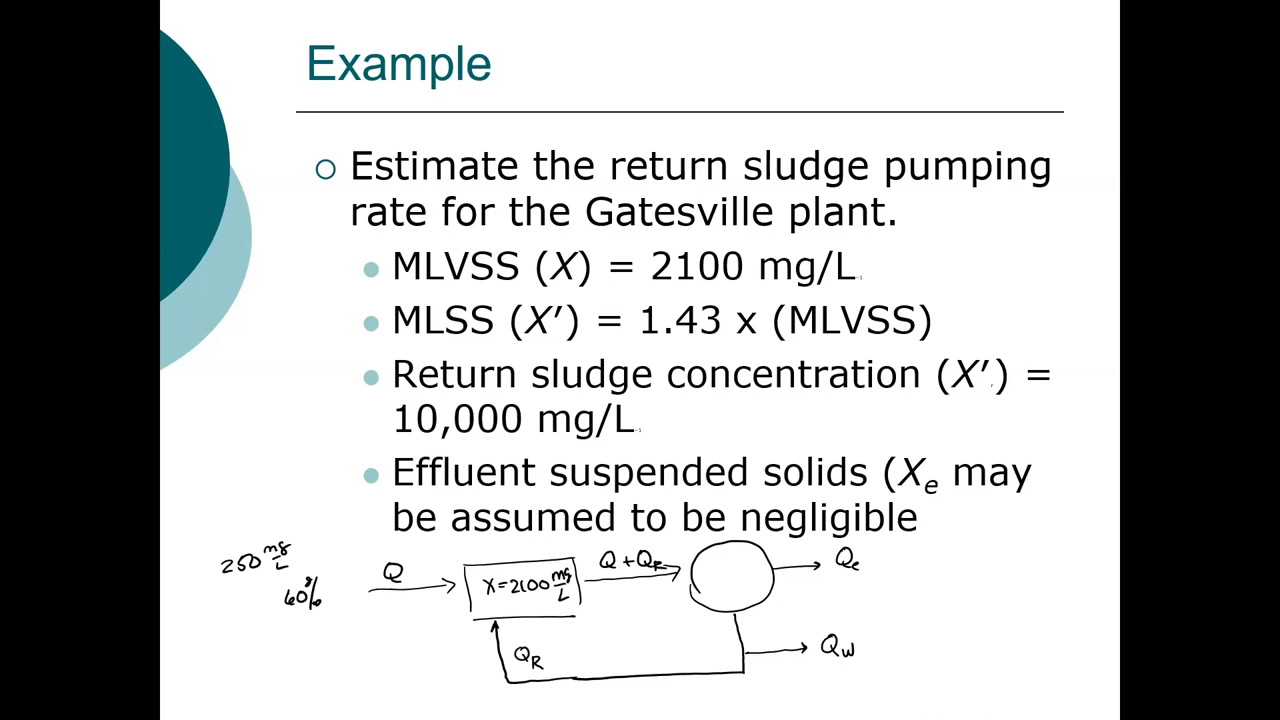 Example
Estimate the return sludge pumping
rate for the Gatesville plant.
MLVSS (X) = 2100 mg/L
MLSS (X′) = 1.43 x (MLVSS)
Return sludge concentration (X′) =
10,000 mg/L
Effluent suspended solids (Xe may
be assumed to be negligible
250 mg/L
60%
Q
X=2100 mg/L
Q+QR
Qe
QR
Qw